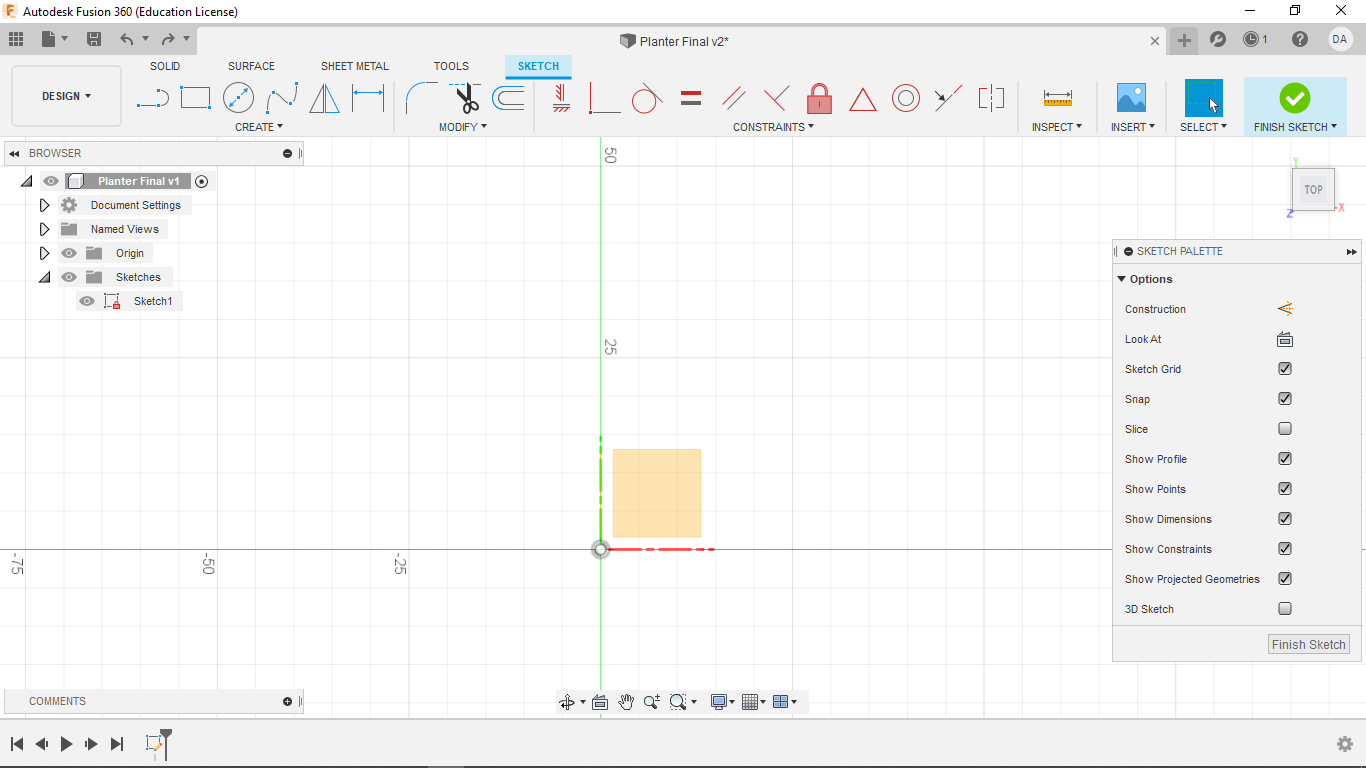 Autodesk Fusion 360 (Education License)
Planter Final v2*
1
DA
DESIGN
SOLID SURFACE SHEET METAL TOOLS SKETCH
CREATE MODIFY CONSTRAINTS INSPECT INSERT SELECT FINISH SKETCH
BROWSER
Planter Final v1
Document Settings
Named Views
Origin
Sketches
Sketch1
50
25
-75
-50
-25
Y
TOP
Z
X
SKETCH PALETTE
Options
Construction
Look At
Sketch Grid
Snap
Slice
Show Profile
Show Points
Show Dimensions
Show Constraints
Show Projected Geometries
3D Sketch
Finish Sketch
COMMENTS